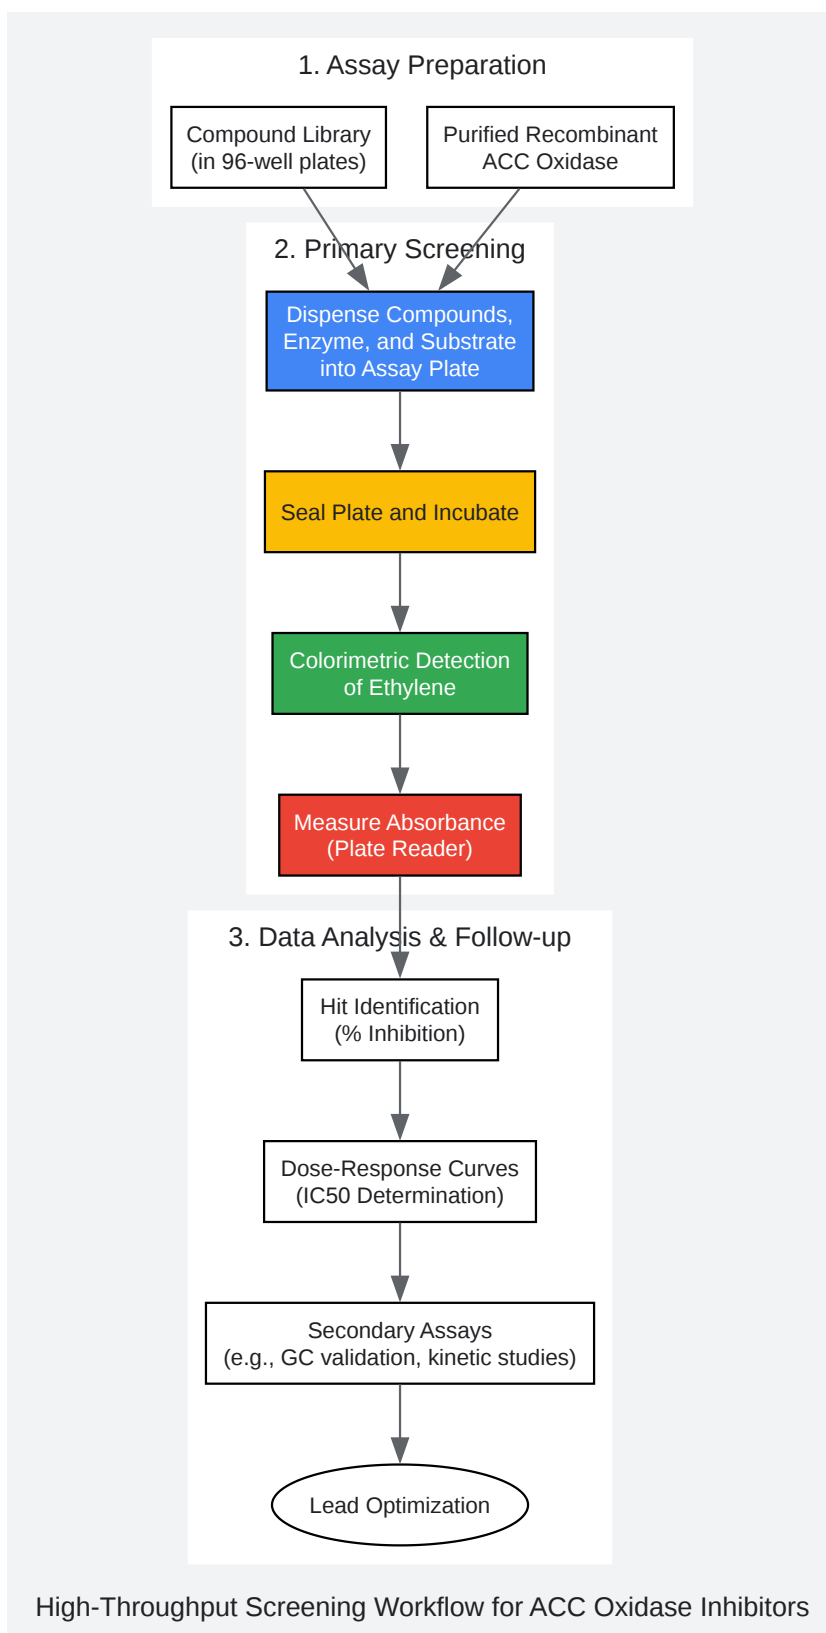 1. Assay Preparation
Compound Library
(in 96-well plates)
Purified Recombinant
ACC Oxidase
2. Primary Screening
Dispense Compounds,
Enzyme, and Substrate
into Assay Plate
Seal Plate and Incubate
Colorimetric Detection
of Ethylene
Measure Absorbance
(Plate Reader)
3. Data Analysis & Follow-up
Hit Identification
(% Inhibition)
Dose-Response Curves
(IC50 Determination)
Secondary Assays
(e.g., GC validation, kinetic studies)
Lead Optimization
High-Throughput Screening Workflow for ACC Oxidase Inhibitors